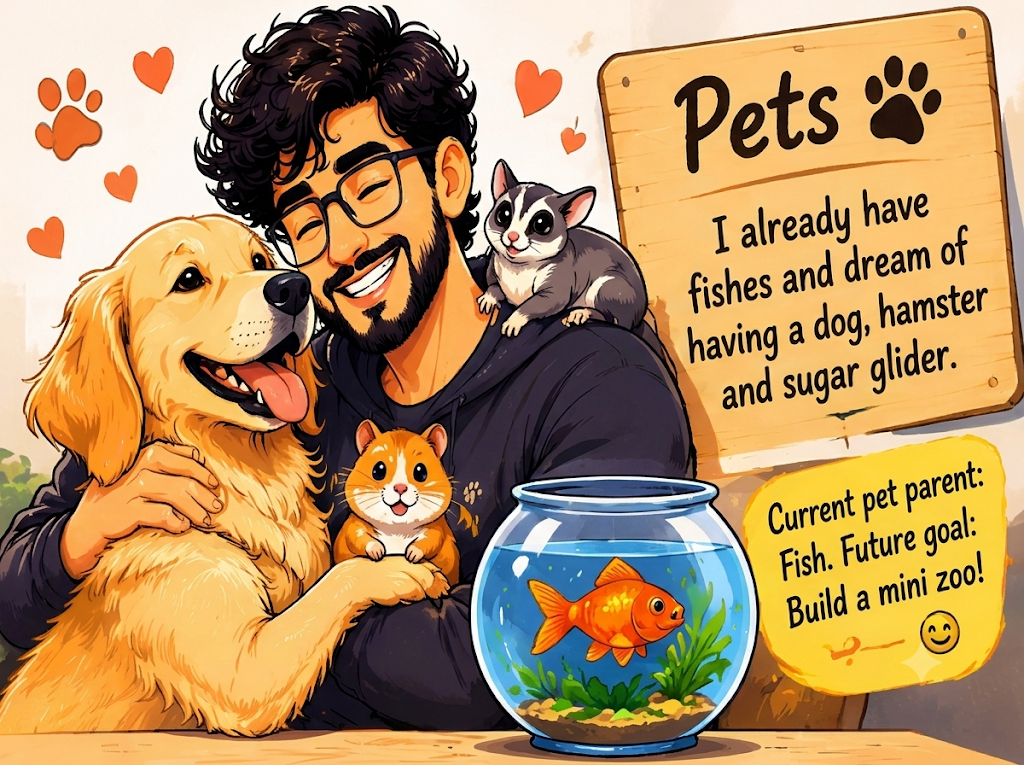 Pets
I already have
fishes and dream of
having a dog, hamster
and sugar glider.
Current pet parent:
Fish. Future goal:
Build a mini zoo!